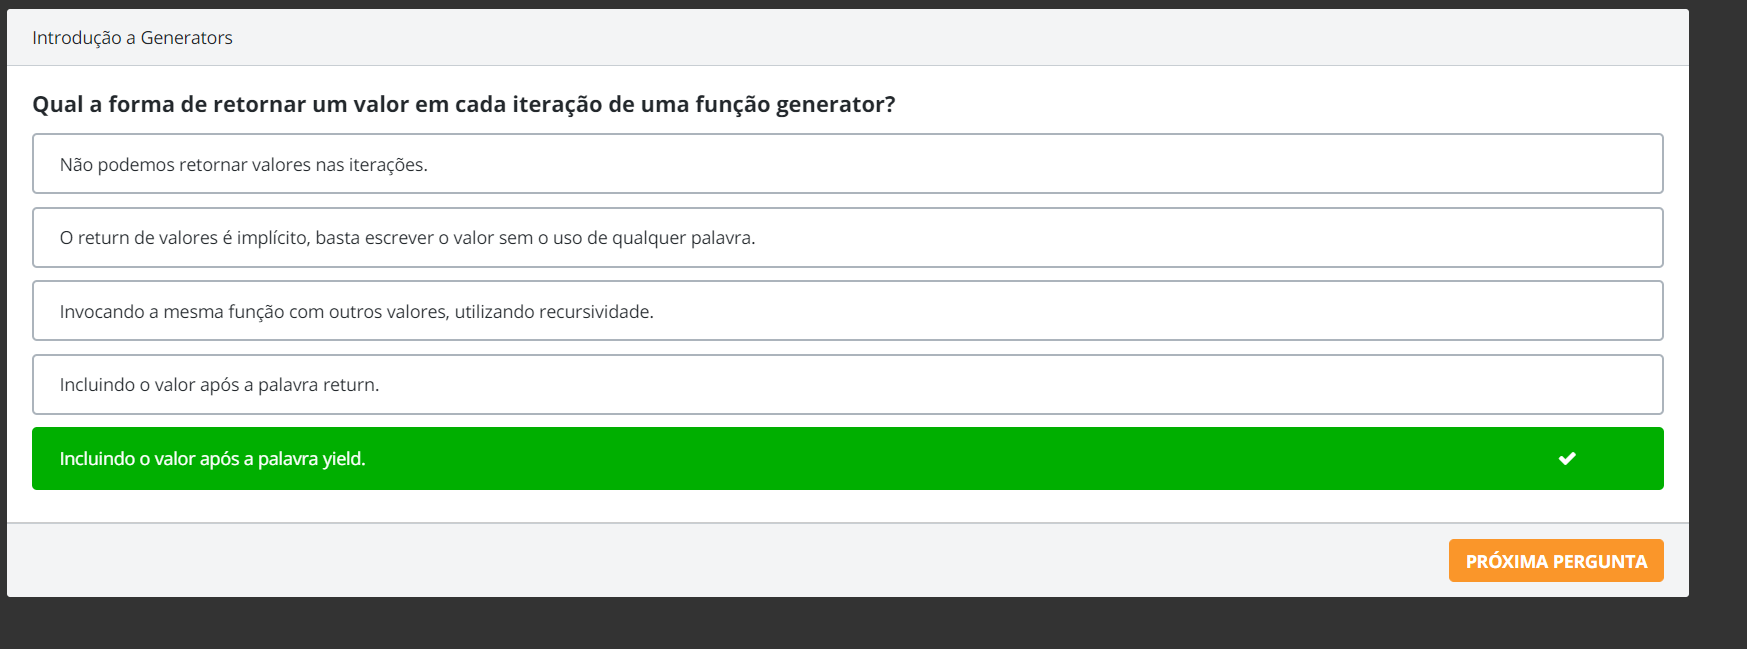 Introdução a Generators
Qual a forma de retornar um valor em cada iteração de uma função generator?
Não podemos retornar valores nas iterações.
O return de valores é implícito, basta escrever o valor sem o uso de qualquer palavra.
Invocando a mesma função com outros valores, utilizando recursividade.
Incluindo o valor após a palavra return.
Incluindo o valor após a palavra yield.
PRÓXIMA PERGUNTA